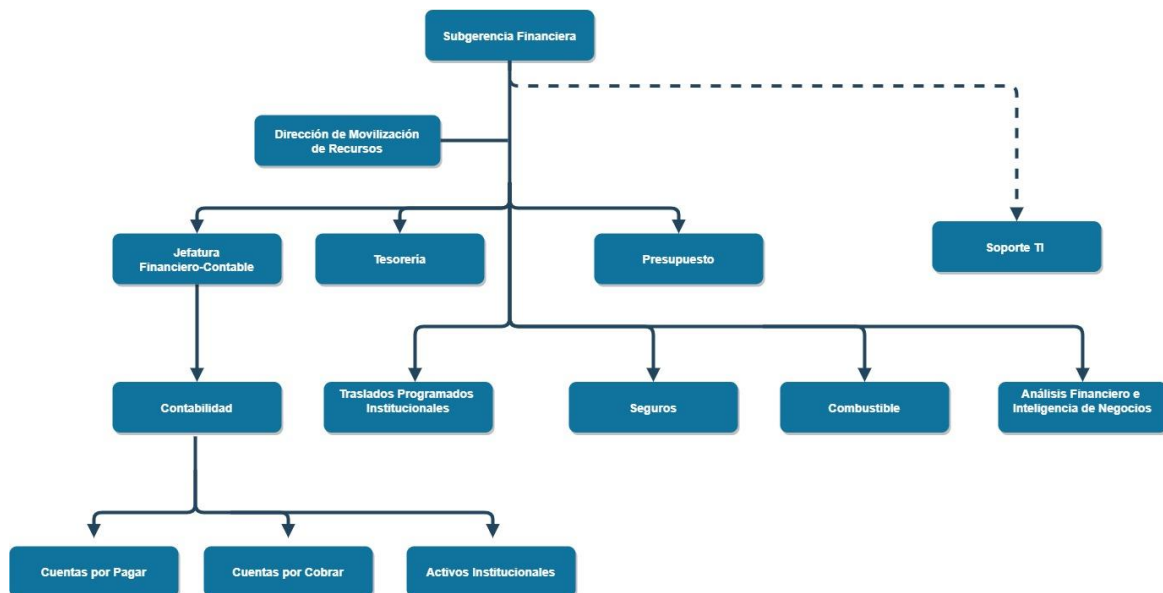 Subgerencia Financiera
Dirección de Movilización
de Recursos
Jefatura
Financiero-Contable
Tesorería
Presupuesto
Soporte TI
Contabilidad
Traslados Programados
Institucionales
Seguros
Combustible
Análisis Financiero e
Inteligencia de Negocios
Cuentas por Pagar
Cuentas por Cobrar
Activos Institucionales